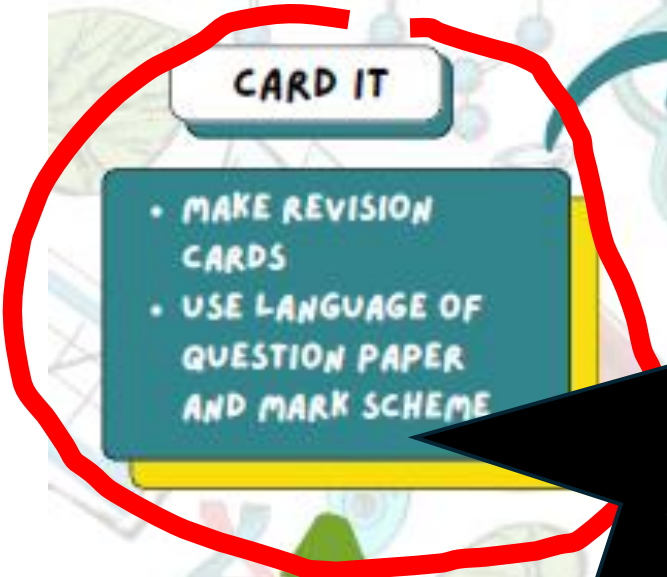 CARD IT
• MAKE REVISION
CARDS
• USE LANGUAGE OF
QUESTION PAPER
AND MARK SCHEME